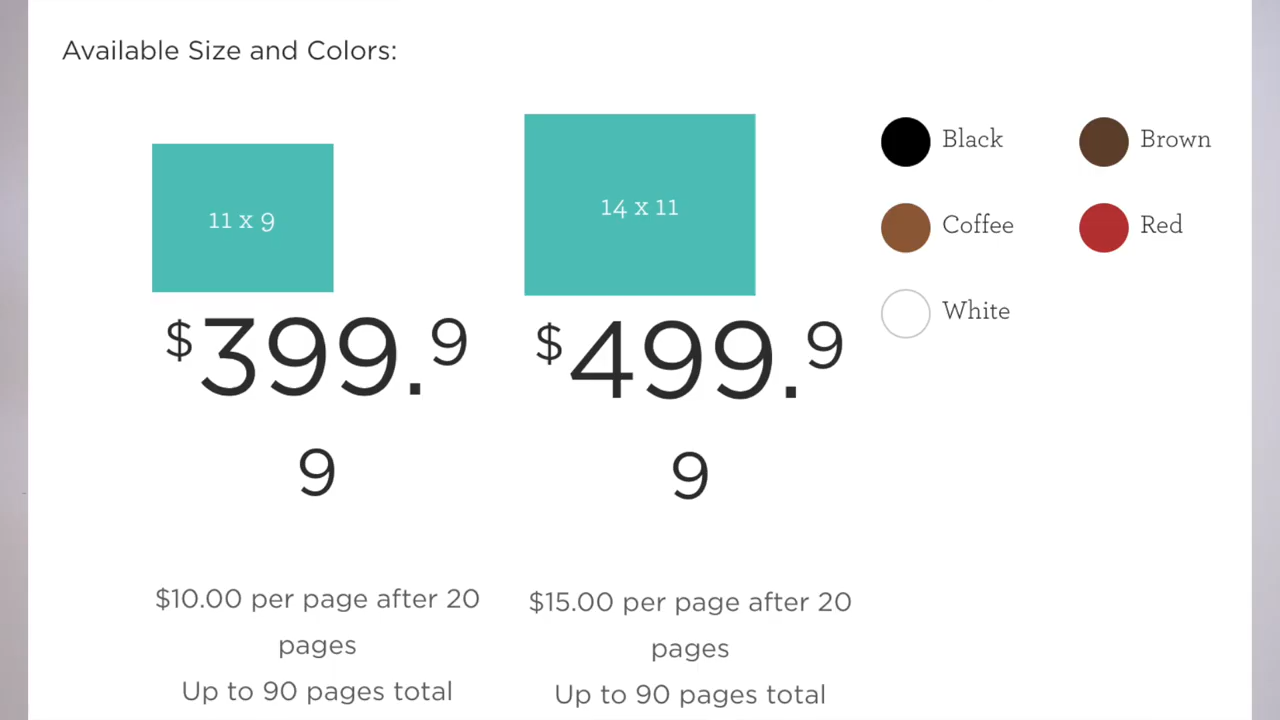 Available Size and Colors:
11 x 9
$399.9
9
$10.00 per page after 20
pages
Up to 90 pages total
14 x 11
$499.9
9
$15.00 per page after 20
pages
Up to 90 pages total
Black
Brown
Coffee
Red
White